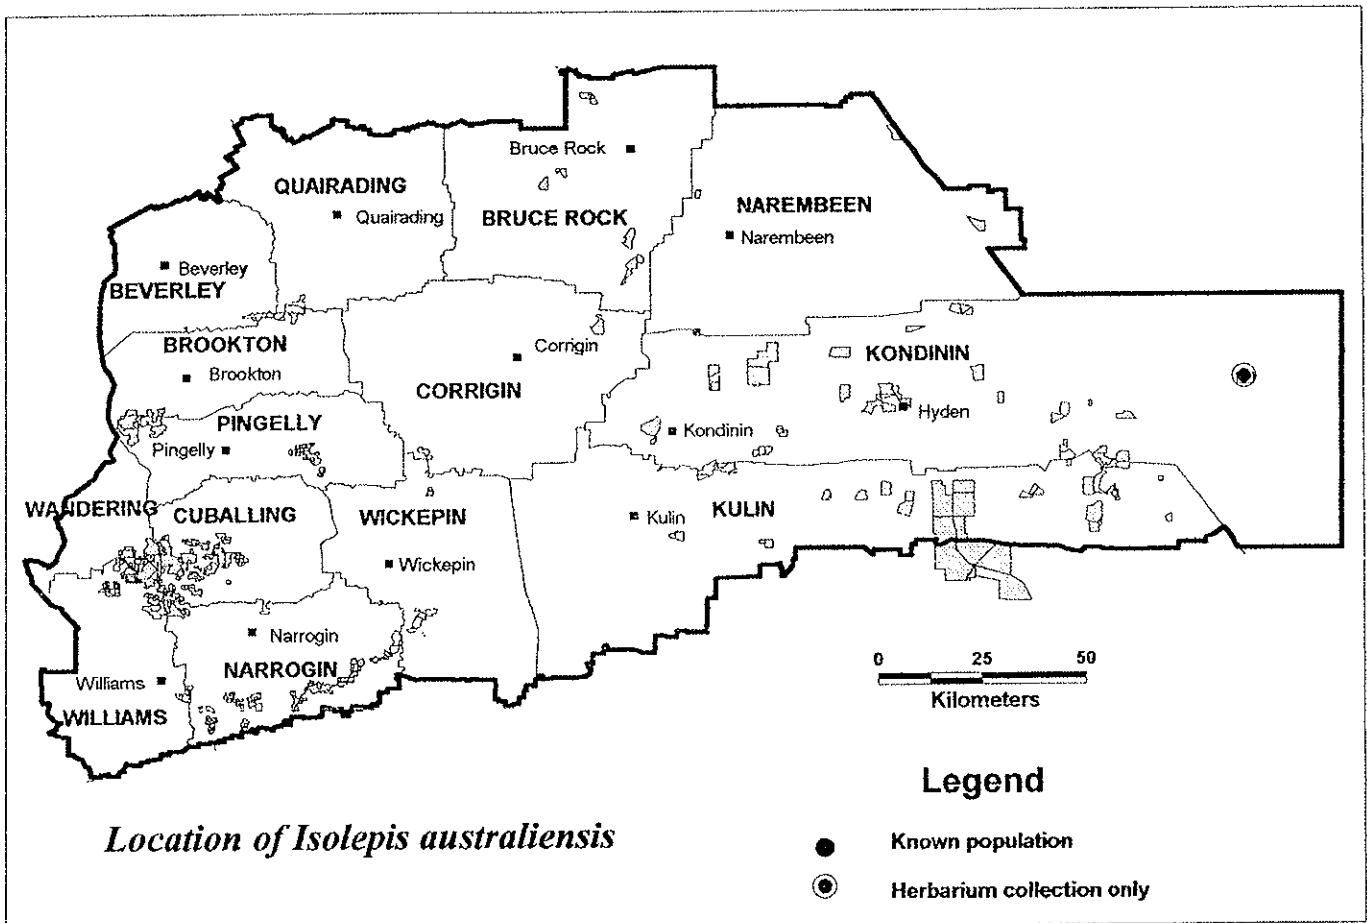 Bruce Rock
QUAIRADING
Quairading
BRUCE ROCK
NAREMBEEN
Narembeen
Beverley
BEVERLEY
BROOKTON
Brookton
Corrigin
CORRIGIN
KONDININ
Hyden
PINGELLY
Pingelly
Kondinin
WANDERING
CUBALLING
WICKEPIN
Kulin
KULIN
Wickepin
Narrogin
NARROGIN
Williams
WILLIAMS
0 25 50
Kilometers
Legend
Location of Isolepis australiensis
Known population
Herbarium collection only